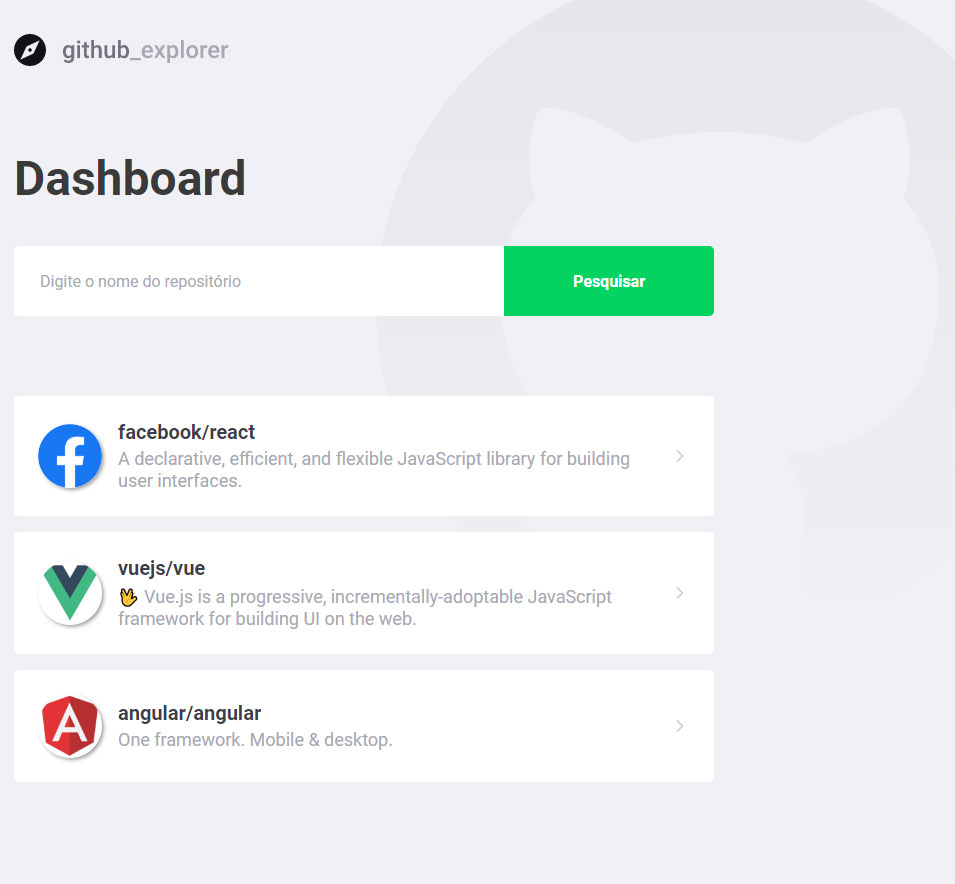 github_explorer
Dashboard
Digite o nome do repositório
Pesquisar
facebook/react
A declarative, efficient, and flexible JavaScript library for building
user interfaces.
vuejs/vue
🖖 Vue.js is a progressive, incrementally-adoptable JavaScript
framework for building UI on the web.
angular/angular
One framework. Mobile & desktop.